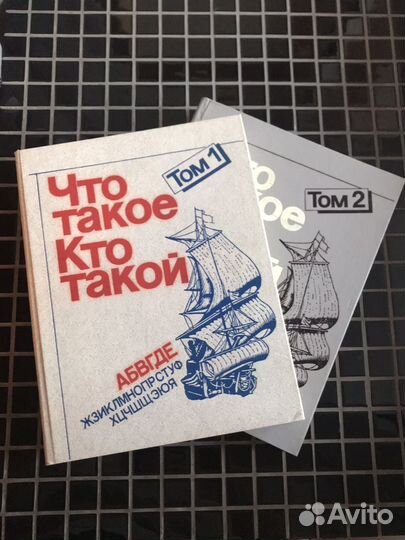 Том 1
Что
такое
Кто
такой
АБВГДЕ
ЖЗИКЛМНОПРСТУФ
ХЦЧШЩЭЮЯ
Том 2
Avito